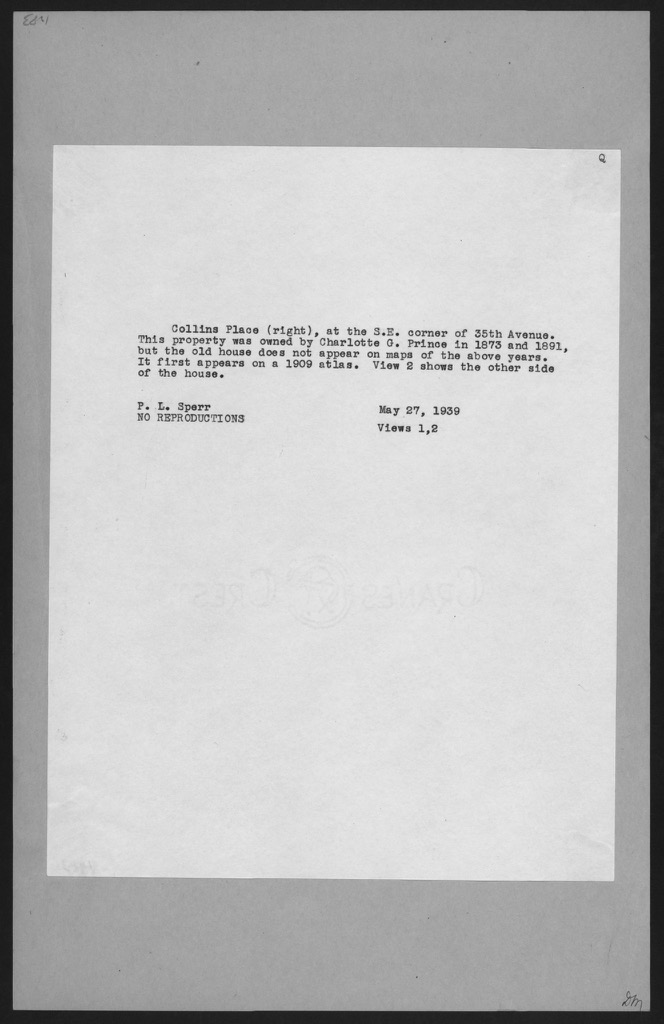 Q
Collins Place (right), at the S.E. corner of 35th Avenue.
This property was owned by Charlotte G. Prince in 1873 and 1891,
but the old house does not appear on maps of the above years.
It first appears on a 1909 atlas. View 2 shows the other side
of the house.
P. L. Sperr
May 27, 1939
NO REPRODUCTIONS
Views 1,2
CRANES CREST
DM